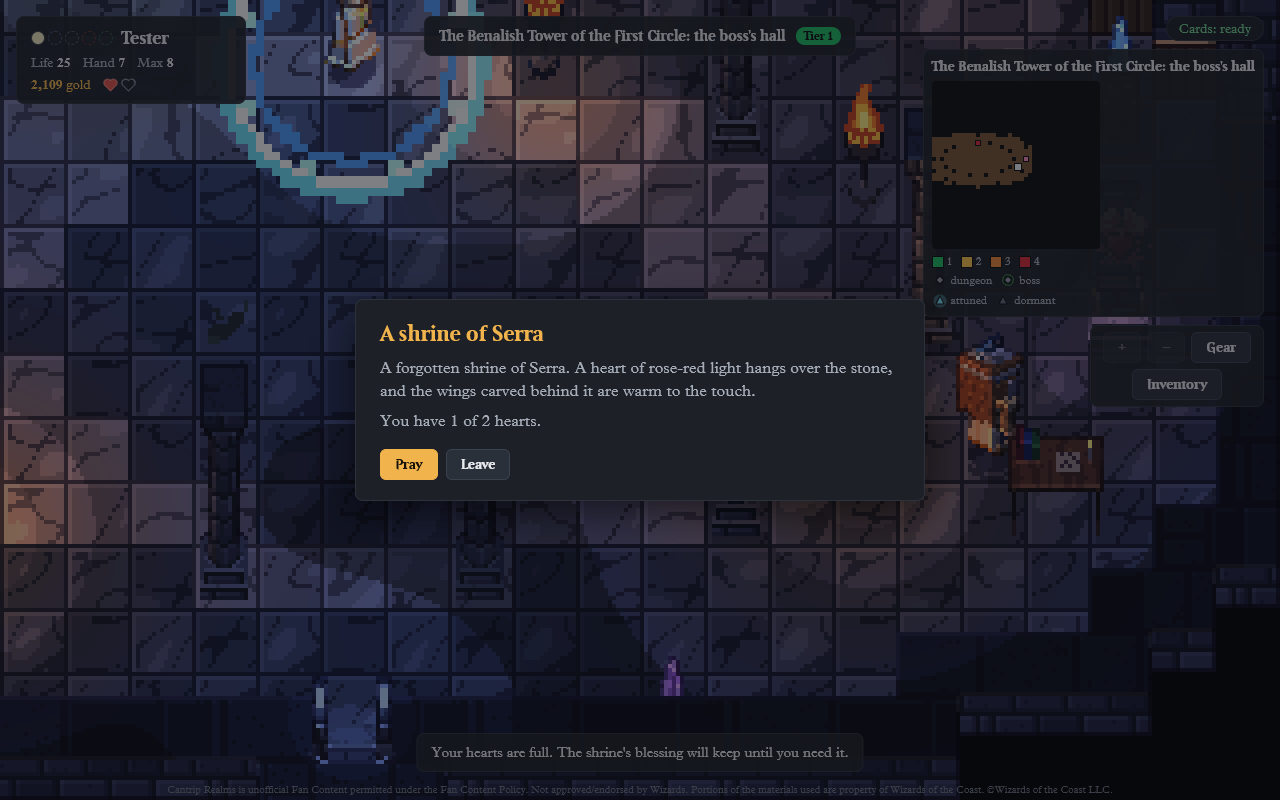 Tester
Life 25 Hand 7 Max 8
2,109 gold
The Benalish Tower of the First Circle: the boss's hall Tier 1
Cards: ready
The Benalish Tower of the First Circle: the boss's hall
1 2 3 4
dungeon boss
attuned dormant
+ − Gear
Inventory
A shrine of Serra
A forgotten shrine of Serra. A heart of rose-red light hangs over the stone,
and the wings carved behind it are warm to the touch.
You have 1 of 2 hearts.
Pray Leave
Your hearts are full. The shrine's blessing will keep until you need it.
Cantrip Realms is unofficial Fan Content permitted under the Fan Content Policy. Not approved/endorsed by Wizards. Portions of the materials used are property of Wizards of the Coast. ©Wizards of the Coast LLC.